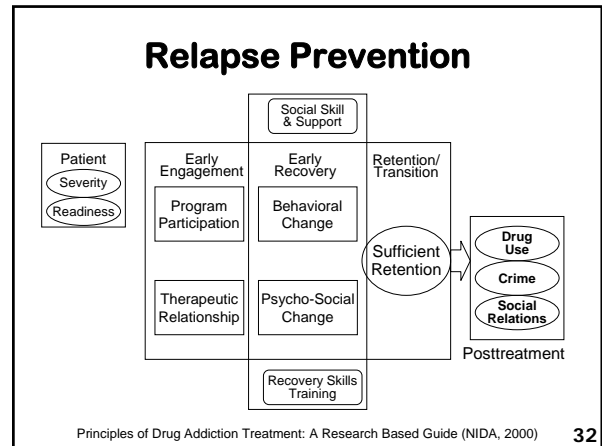 Relapse Prevention
Social Skill
& Support
Patient
Severity
Readiness
Early
Engagement
Early
Recovery
Retention/
Transition
Program
Participation
Behavioral
Change
Sufficient
Retention
Drug
Use
Crime
Social
Relations
Therapeutic
Relationship
Psycho-Social
Change
Posttreatment
Recovery Skills
Training
Principles of Drug Addiction Treatment: A Research Based Guide (NIDA, 2000)
32